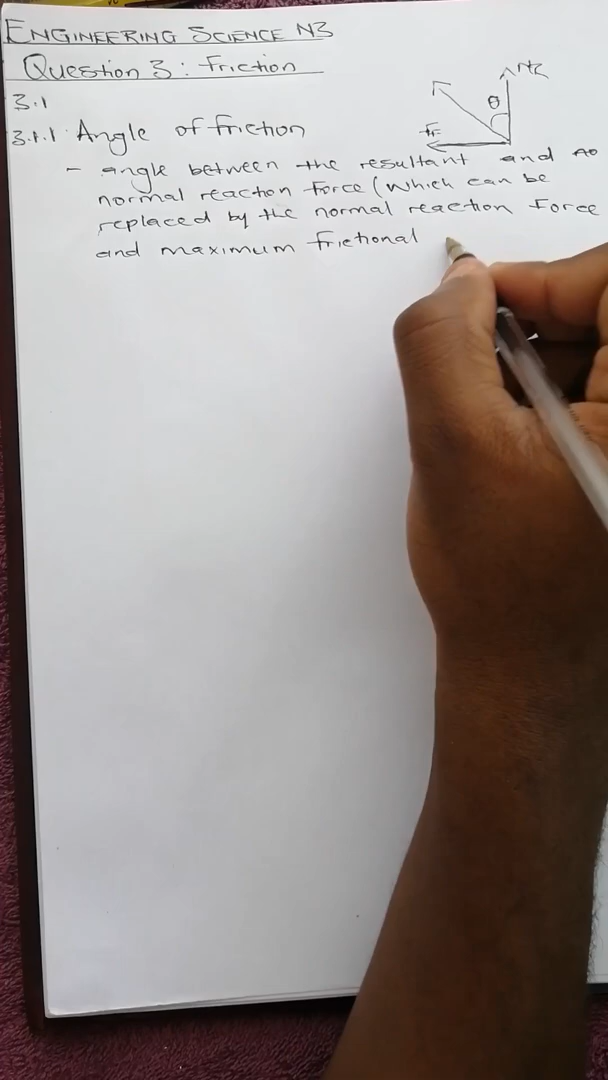 ENGINEERING SCIENCE N3
Question 3: Friction
3.1
3.1.1 Angle of friction
θ
Fr
- angle between the resultant and
normal reaction Force (which can be
replaced by the normal reaction Force
and maximum frictional